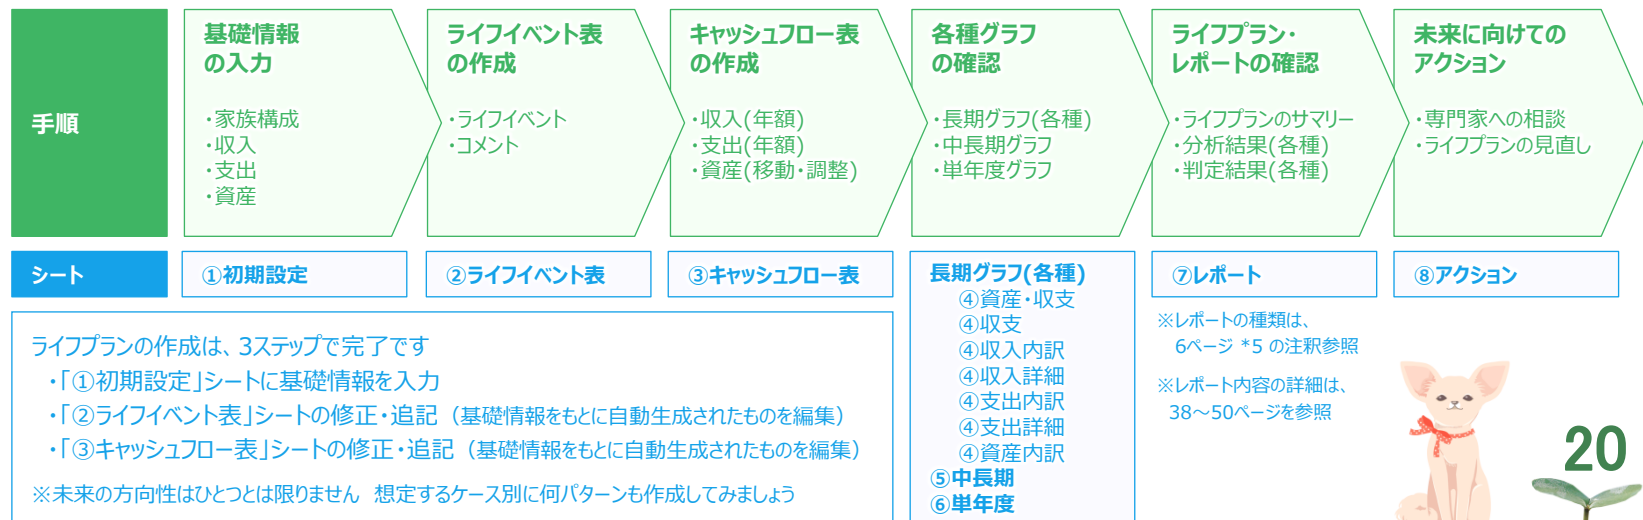 手順
基礎情報
の入力
・家族構成
・収入
・支出
・資産
ライフイベント表
の作成
・ライフイベント
・コメント
キャッシュフロー表
の作成
・収入(年額)
・支出(年額)
・資産(移動・調整)
各種グラフ
の確認
・長期グラフ(各種)
・中長期グラフ
・単年度グラフ
ライフプラン・
レポートの確認
・ライフプランのサマリー
・分析結果(各種)
・判定結果(各種)
未来に向けての
アクション
・専門家への相談
・ライフプランの見直し
シート
①初期設定
②ライフイベント表
③キャッシュフロー表
長期グラフ(各種)
④資産・収支
④収支
④収入内訳
④収入詳細
④支出内訳
④支出詳細
④資産内訳
⑤中長期
⑥単年度
⑦レポート
※レポートの種類は、
6ページ *5 の注釈参照
※レポート内容の詳細は、
38～50ページを参照
⑧アクション
ライフプランの作成は、3ステップで完了です
・「①初期設定」シートに基礎情報を入力
・「②ライフイベント表」シートの修正・追記（基礎情報をもとに自動生成されたものを編集）
・「③キャッシュフロー表」シートの修正・追記（基礎情報をもとに自動生成されたものを編集）
※未来の方向性はひとつとは限りません 想定するケース別に何パターンも作成してみましょう
20